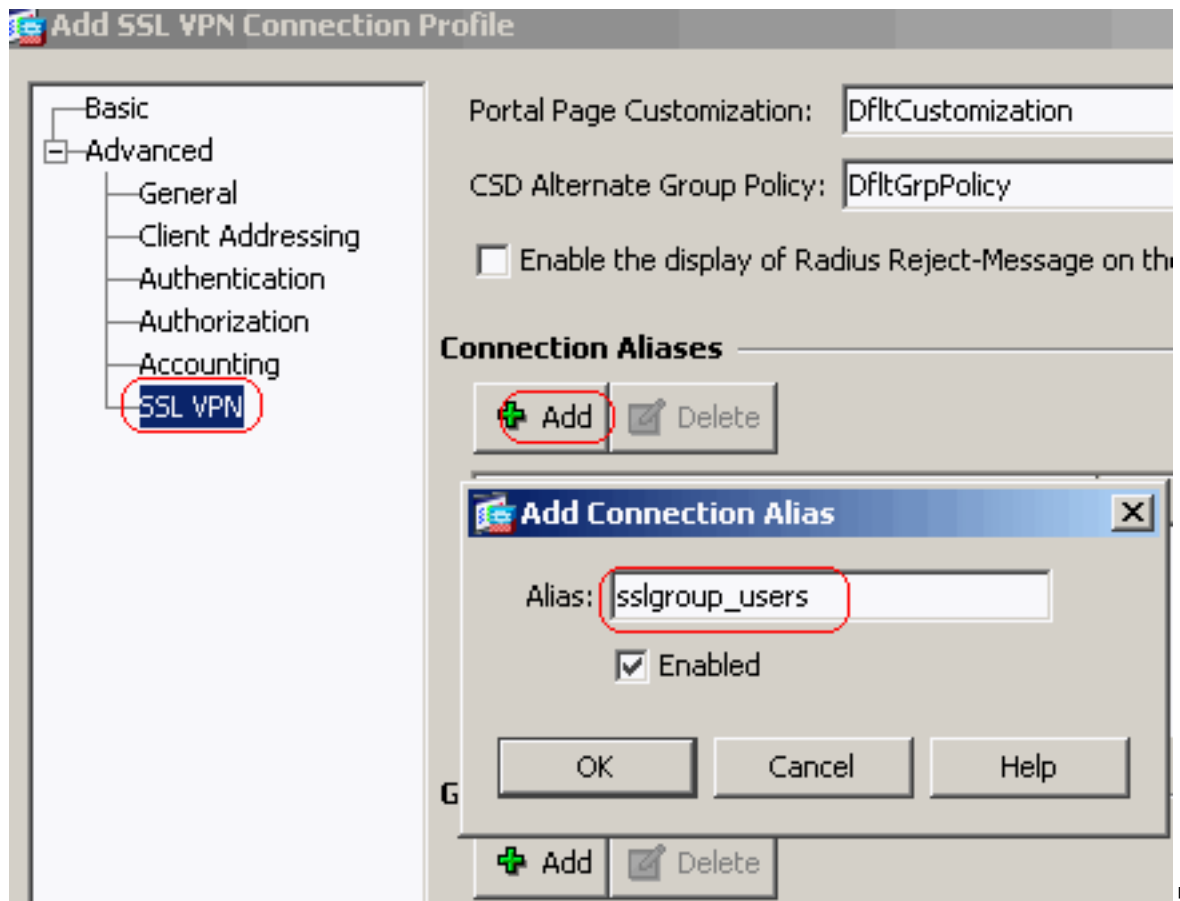 Add SSL VPN Connection Profile
Basic
Advanced
General
Client Addressing
Authentication
Authorization
Accounting
SSL VPN
Portal Page Customization: DfltCustomization
CSD Alternate Group Policy: DfltGrpPolicy
Enable the display of Radius Reject-Message on
Connection Aliases
Add Delete
Add Connection Alias
Alias: sslgroup_users
Enabled
OK Cancel Help
G
Add Delete